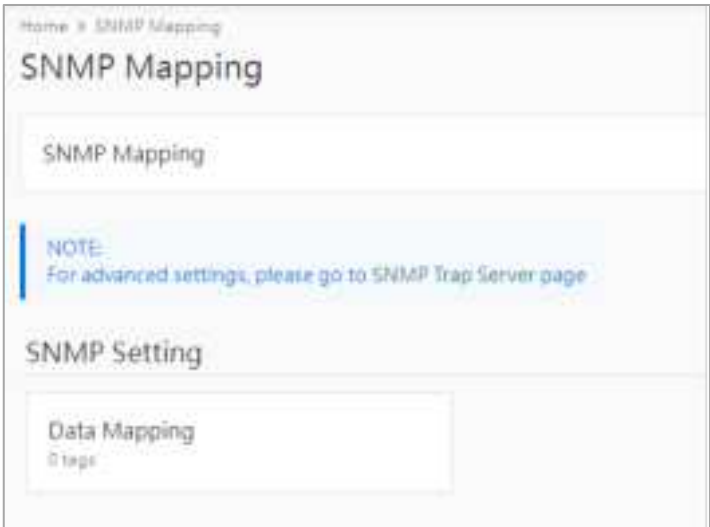 Home » SNMP Mapping
SNMP Mapping
SNMP Mapping
NOTE:
For advanced settings, please go to SNMP Trap Server page
SNMP Setting
Data Mapping
0 tags